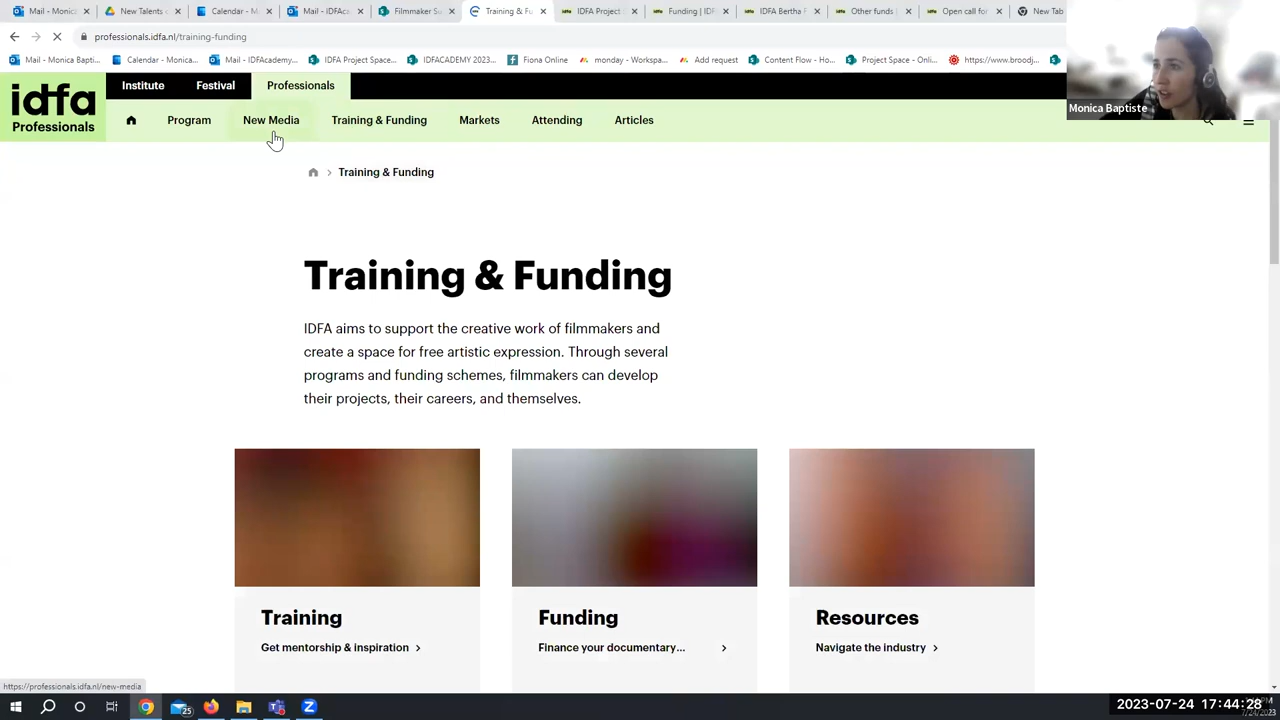 Mail - Monica Bapti
New Talents
Calendar - M
Mail - IDFAcade
Filmmaker Su
Training & Fu
IDFA Project
Funding | IDF
IDFA Bertha F
Other funds
Open call for
New Tab
professionals.idfa.nl/training-funding
Mail - Monica Bapti...
Calendar - Monica...
Mail - IDFAcadem...
IDFA Project Space...
IDFACADEMY 2023...
Fiona Online
monday - Workspa...
Add request
Content Flow - Ho...
Project Space - Onli...
https://www.broodj...
Monica Baptiste
idfa
Professionals
Institute
Festival
Professionals
Program
New Media
Training & Funding
Markets
Attending
Articles
Training & Funding
Training & Funding
IDFA aims to support the creative work of filmmakers and
create a space for free artistic expression. Through several
programs and funding schemes, filmmakers can develop
their projects, their careers, and themselves.
Training
Get mentorship & inspiration
Funding
Finance your documentary...
Resources
Navigate the industry
https://professionals.idfa.nl/new-media
25
2023-07-24 17:44:28